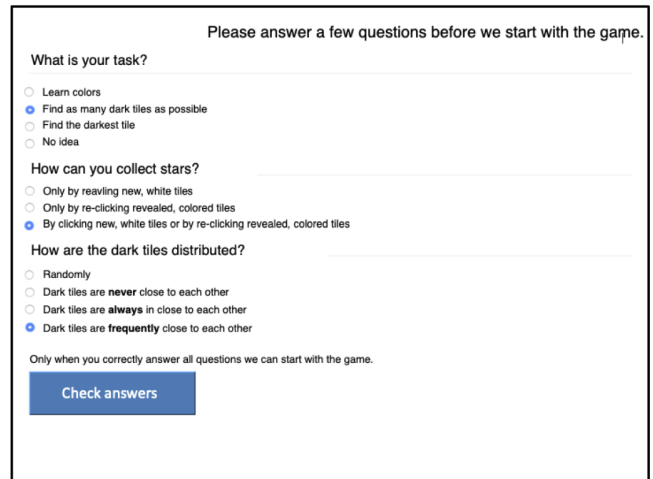 Please answer a few questions before we start with the game.
What is your task?
Learn colors
Find as many dark tiles as possible
Find the darkest tile
No idea
How can you collect stars?
Only by reavling new, white tiles
Only by re-clicking revealed, colored tiles
By clicking new, white tiles or by re-clicking revealed, colored tiles
How are the dark tiles distributed?
Randomly
Dark tiles are never close to each other
Dark tiles are always in close to each other
Dark tiles are frequently close to each other
Only when you correctly answer all questions we can start with the game.
Check answers